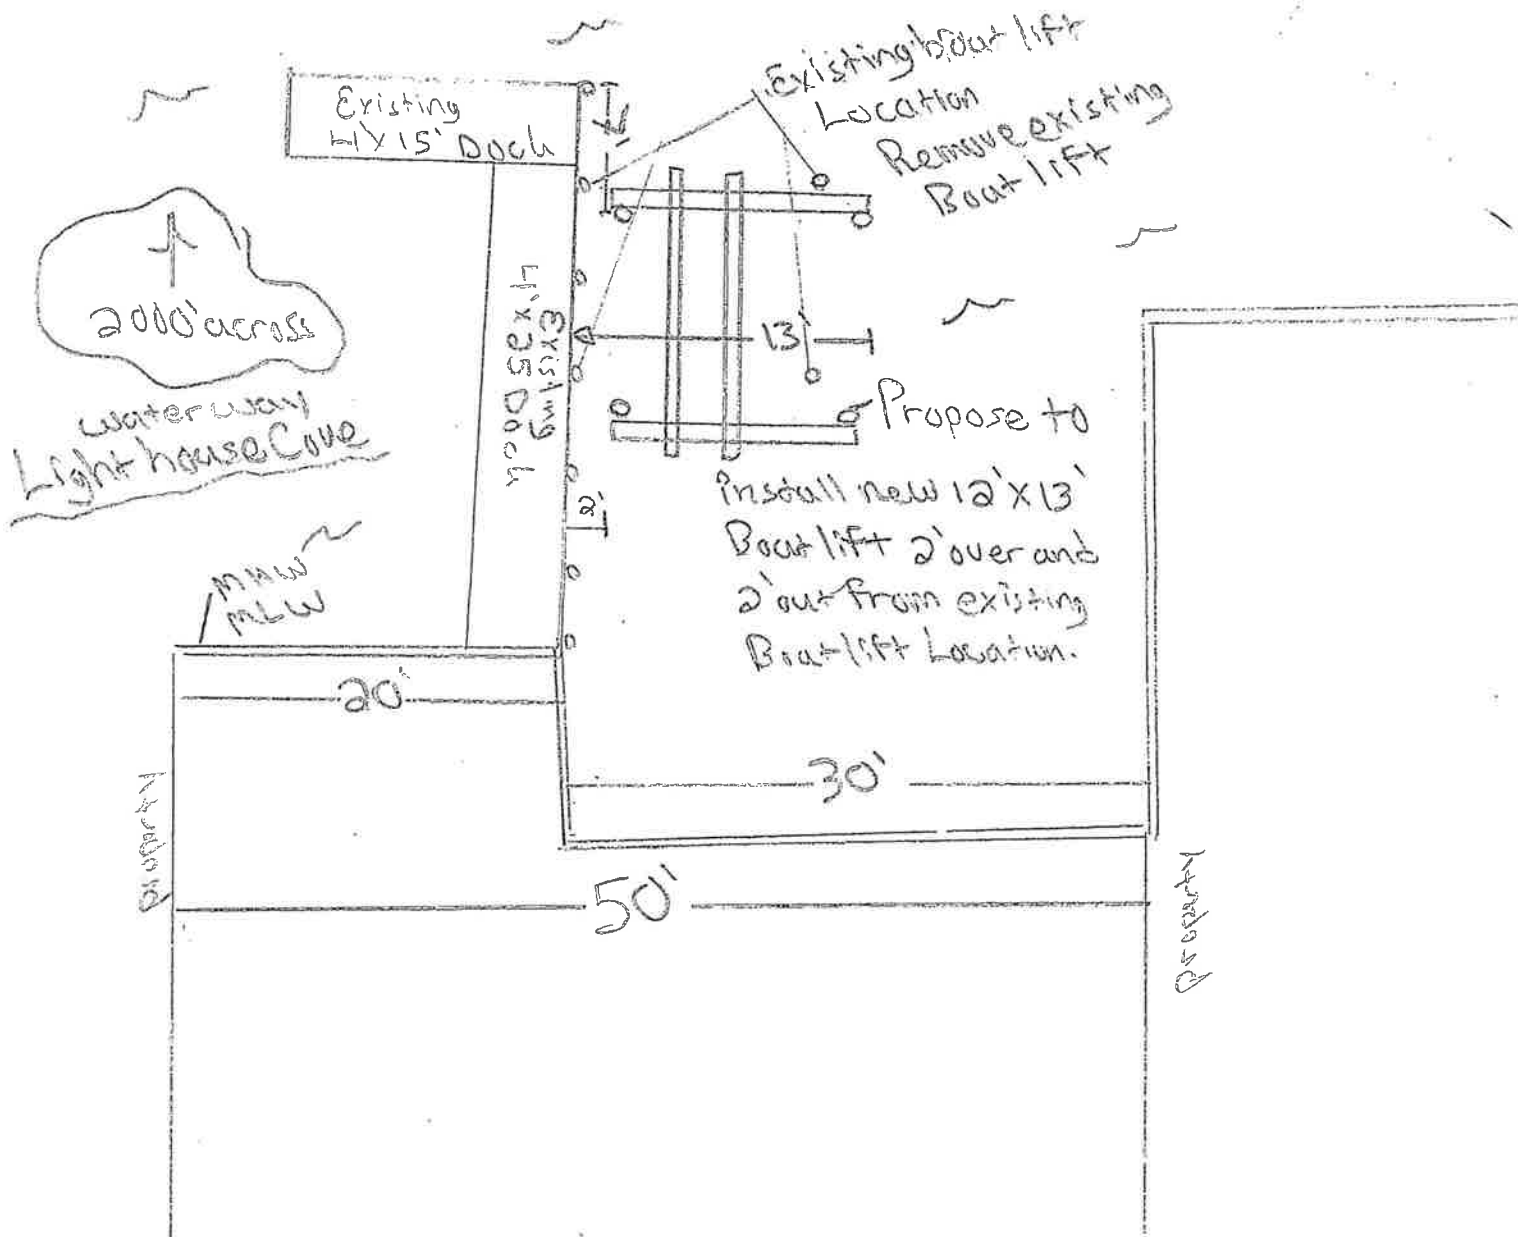 Existing
4'X15' Dock
Existing boat lift
Location
Remove existing
Boat lift
2000' across
waterway
Lighthouse Cove
Existing
4'x25 Dock
13'
Propose to
install new 12'X13'
Boat lift 2' over and
2' out from existing
Boat lift Location.
2'
MHW
MLW
20'
30'
50'
Property
Property